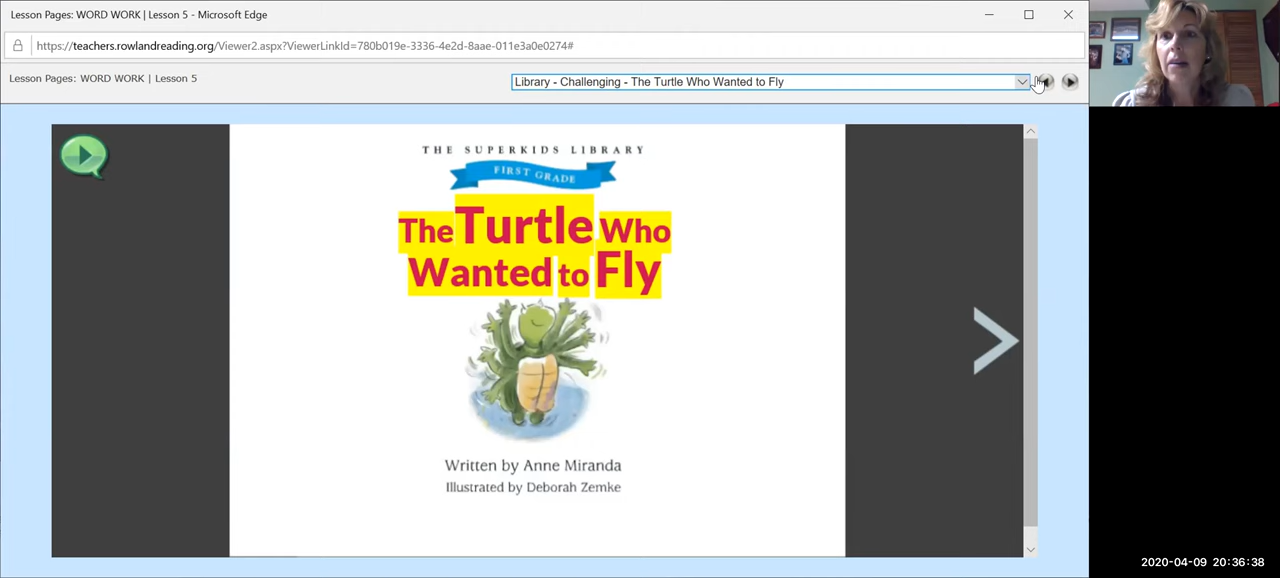 Lesson Pages: WORD WORK | Lesson 5 - Microsoft Edge
https://teachers.rowlandreading.org/Viewer2.aspx?ViewerLinkId=780b019e-3336-4e2d-8aae-011e3a0e0274#
Lesson Pages: WORD WORK | Lesson 5
Library - Challenging - The Turtle Who Wanted to Fly
THE SUPERKIDS LIBRARY
FIRST GRADE
The Turtle Who
Wanted to Fly
Written by Anne Miranda
Illustrated by Deborah Zemke
2020-04-09 20:36:38